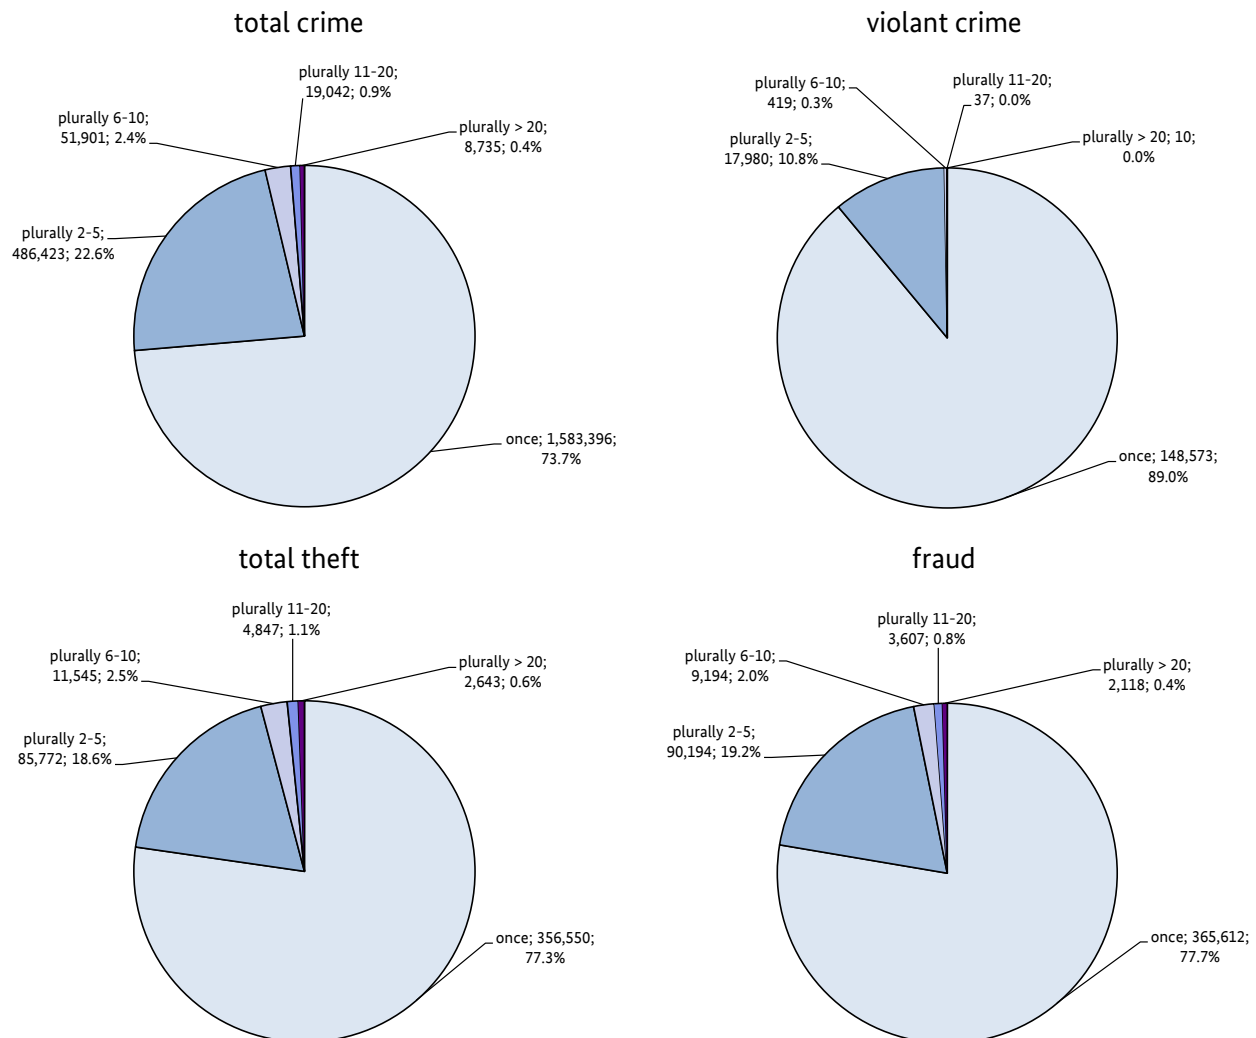 total crime
plurally 11-20;
19,042; 0.9%
plurally 6-10;
51,901; 2.4%
plurally > 20;
8,735; 0.4%
plurally 2-5;
486,423; 22.6%
once; 1,583,396;
73.7%
violant crime
plurally 6-10;
419; 0.3%
plurally 11-20;
37; 0.0%
plurally 2-5;
17,980; 10.8%
plurally > 20; 10;
0.0%
once; 148,573;
89.0%
total theft
plurally 11-20;
4,847; 1.1%
plurally 6-10;
11,545; 2.5%
plurally > 20;
2,643; 0.6%
plurally 2-5;
85,772; 18.6%
once; 356,550;
77.3%
fraud
plurally 11-20;
3,607; 0.8%
plurally 6-10;
9,194; 2.0%
plurally > 20;
2,118; 0.4%
plurally 2-5;
90,194; 19.2%
once; 365,612;
77.7%